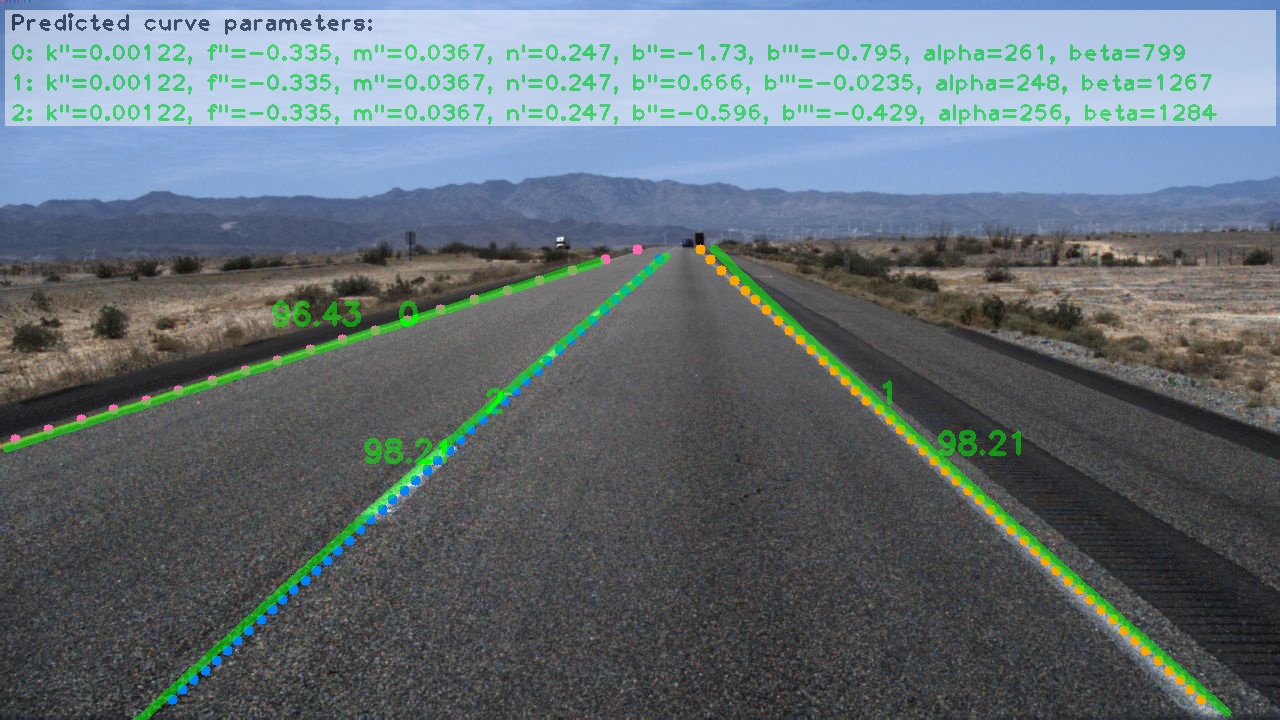 Predicted curve parameters:
0: k''=0.00122, f''=-0.335, m''=0.0367, n'=0.247, b''=-1.73, b'''=-0.795, alpha=261, beta=799
1: k''=0.00122, f''=-0.335, m''=0.0367, n'=0.247, b''=0.666, b'''=-0.0235, alpha=248, beta=1267
2: k''=0.00122, f''=-0.335, m''=0.0367, n'=0.247, b''=-0.596, b'''=-0.429, alpha=256, beta=1284
96.43 0
2 1
98.21 98.21